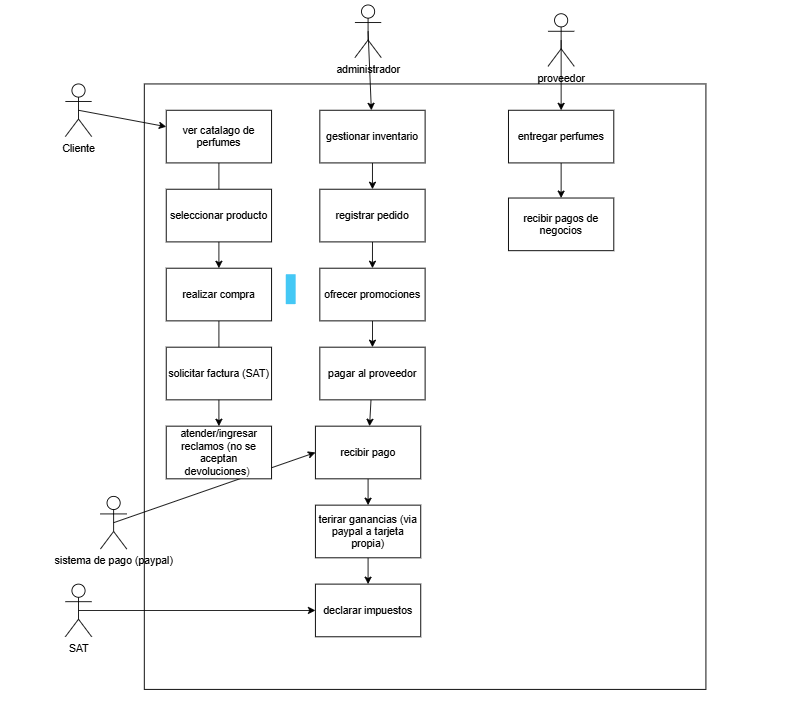 administrador
proveedor
Cliente
ver catalago de
perfumes
seleccionar producto
realizar compra
solicitar factura (SAT)
atender/ingresar
reclamos (no se
aceptan
devoluciones)
gestionar inventario
registrar pedido
ofrecer promociones
pagar al proveedor
recibir pago
terirar ganancias (via
paypal a tarjeta
propia)
declarar impuestos
entregar perfumes
recibir pagos de
negocios
sistema de pago (paypal)
SAT